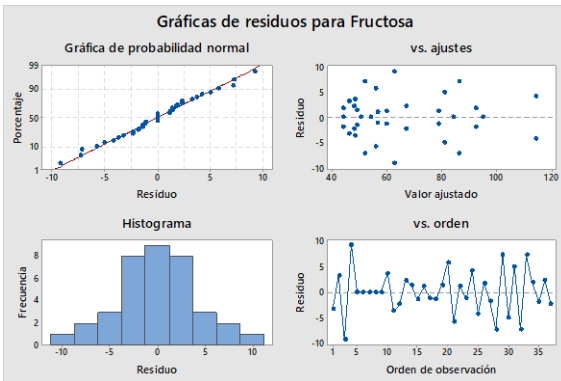 Gráficas de residuos para Fructosa
Gráfica de probabilidad normal
99
90
50
10
1
Porcentaje
-10 -5 0 5 10
Residuo
vs. ajustes
10
5
0
-5
-10
Residuo
40 60 80 100 120
Valor ajustado
Histograma
8
6
4
2
0
Frecuencia
-10 -5 0 5 10
Residuo
vs. orden
10
5
0
-5
-10
Residuo
1 5 10 15 20 25 30 35
Orden de observación